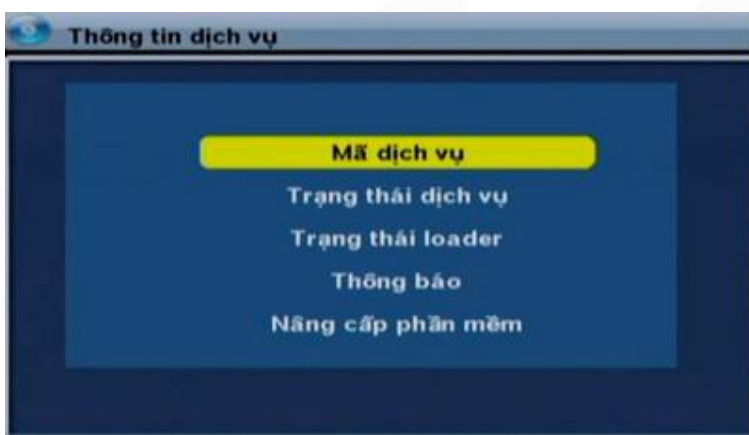 Thông tin dịch vụ
Mã dịch vụ
Trạng thái dịch vụ
Trạng thái loader
Thông báo
Nâng cấp phần mềm